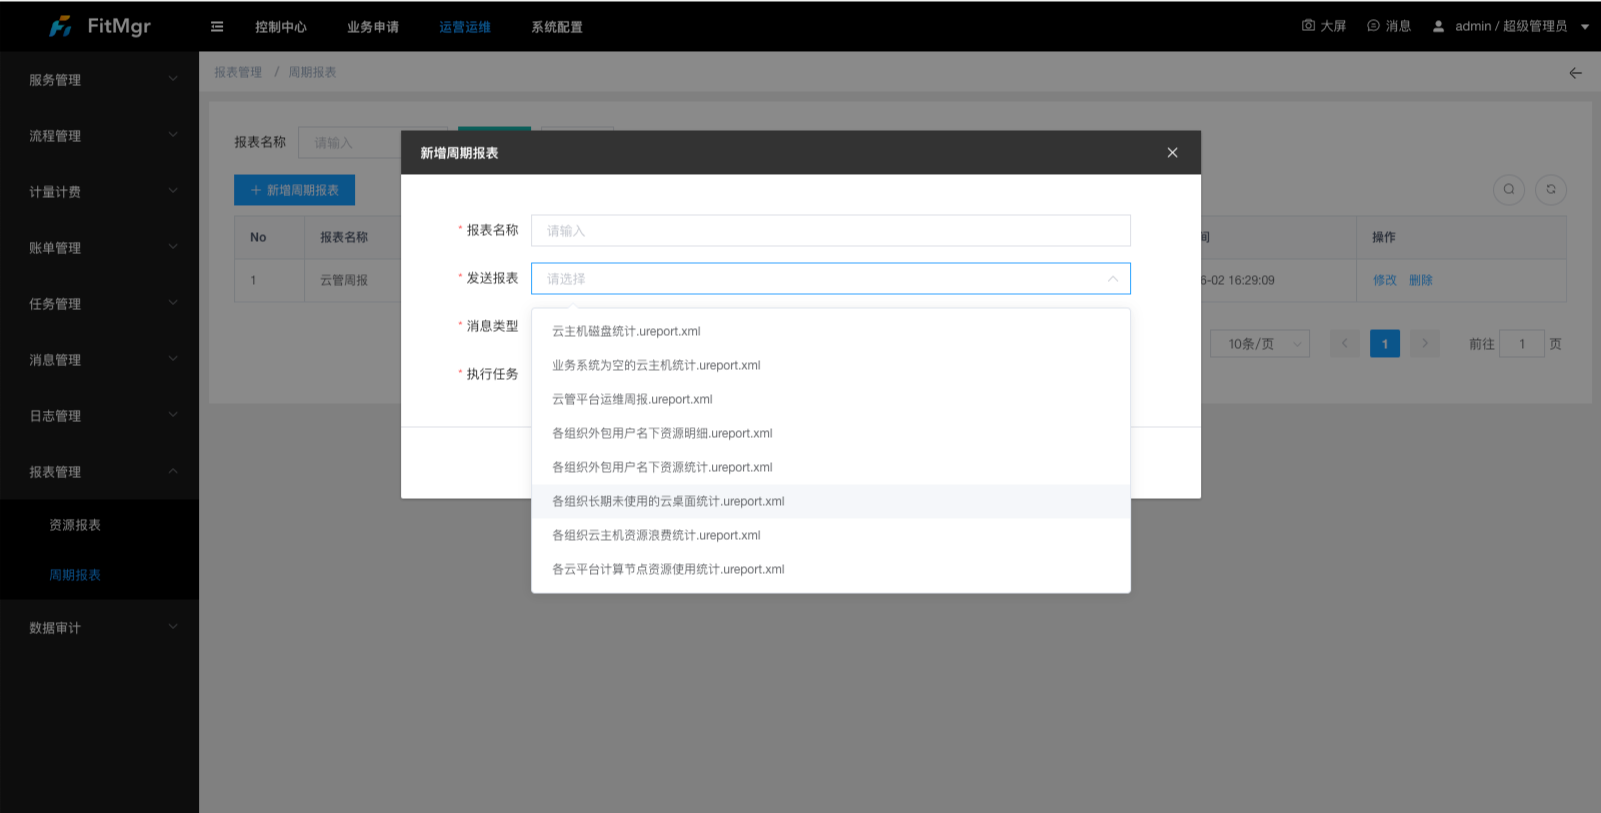 FitMgr 控制中心 业务申请 运营运维 系统配置 大屏 消息 admin / 超级管理员
服务管理
流程管理
计量计费
账单管理
任务管理
消息管理
日志管理
报表管理
资源报表
周期报表
数据审计
报表管理 / 周期报表
报表名称 请输入
+ 新增周期报表
No 报表名称 间 操作
1 云管周报 6-02 16:29:09 修改 删除
10条/页 1 前往 1 页
新增周期报表
* 报表名称 请输入
* 发送报表 请选择
* 消息类型
* 执行任务
云主机磁盘统计.ureport.xml
业务系统为空的云主机统计.ureport.xml
云管平台运维周报.ureport.xml
各组织外包用户名下资源明细.ureport.xml
各组织外包用户名下资源统计.ureport.xml
各组织长期未使用的云桌面统计.ureport.xml
各组织云主机资源浪费统计.ureport.xml
各云平台计算节点资源使用统计.ureport.xml